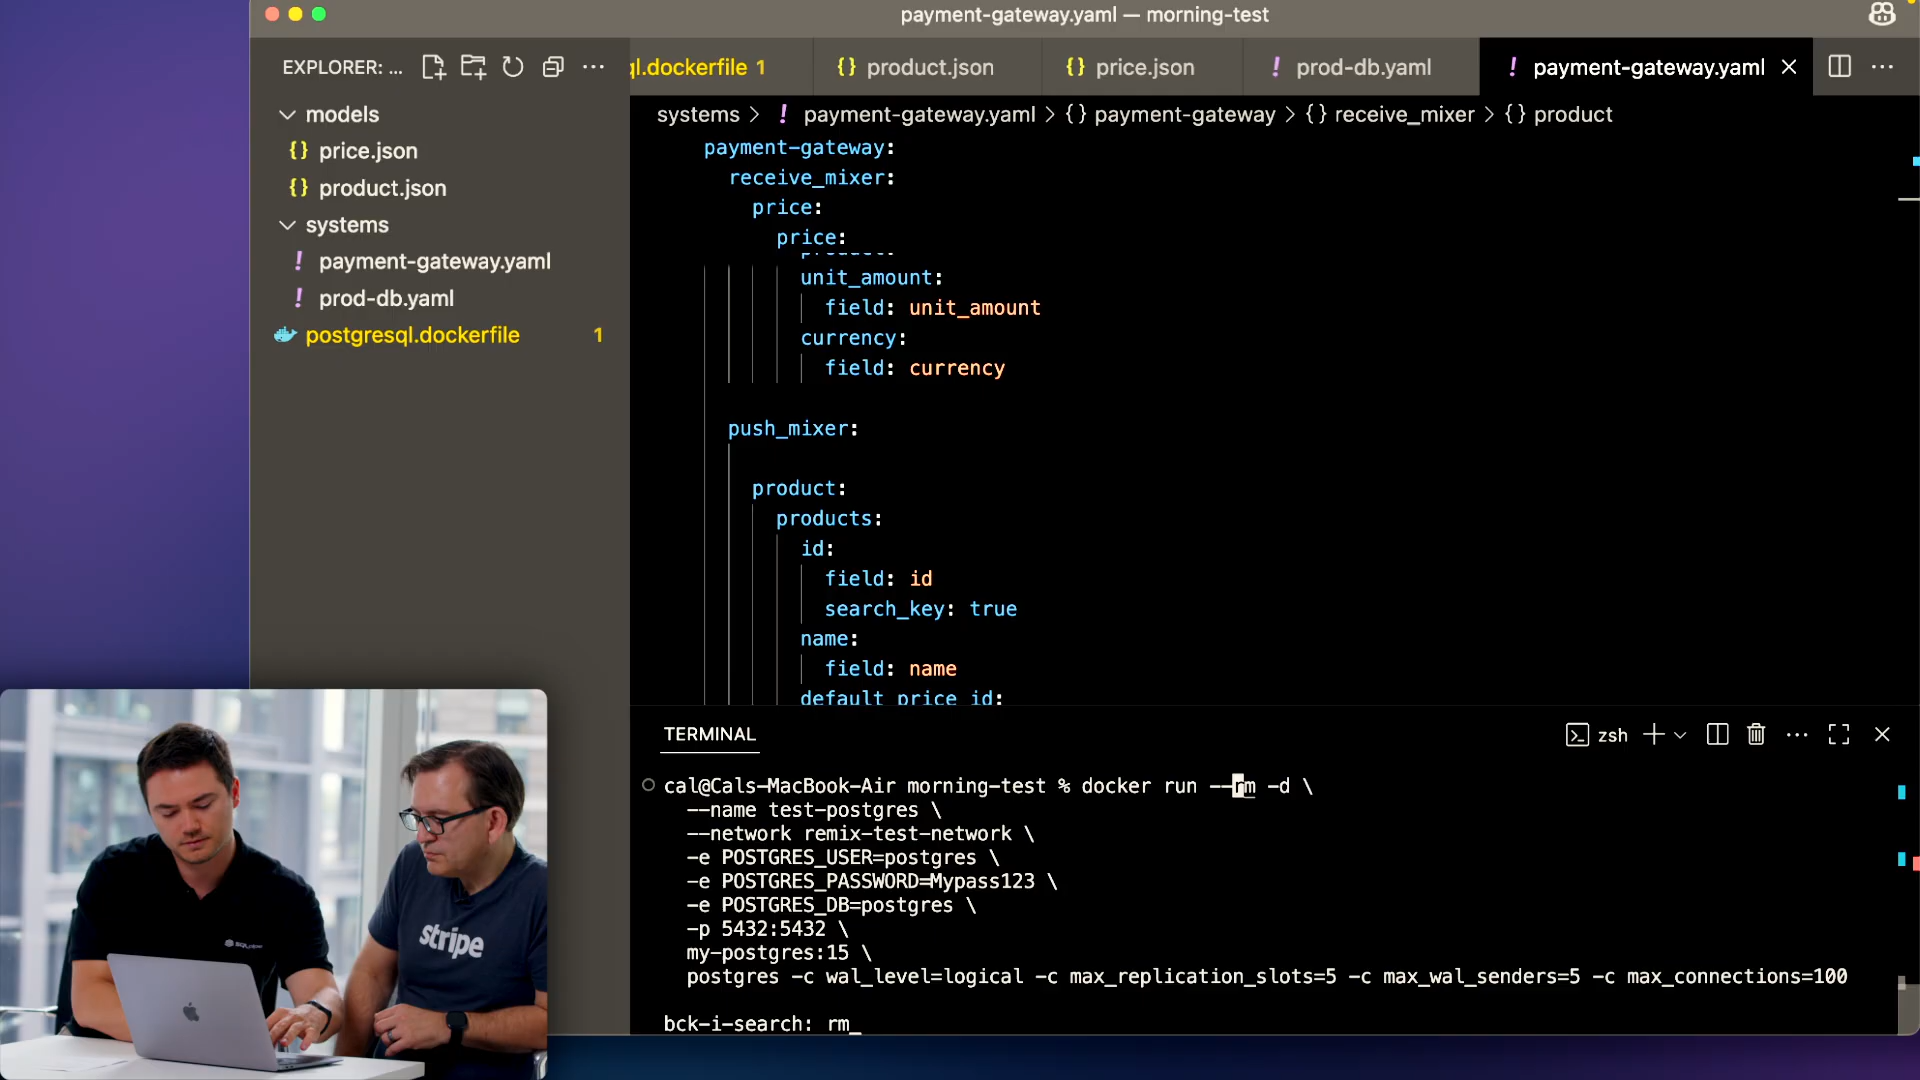 payment-gateway.yaml — morning-test
EXPLORER: ...
ql.dockerfile 1
{} product.json
{} price.json
! prod-db.yaml
! payment-gateway.yaml
systems > ! payment-gateway.yaml > {} payment-gateway > {} receive_mixer > {} product
models
{} price.json
{} product.json
systems
! payment-gateway.yaml
! prod-db.yaml
postgresql.dockerfile 1
payment-gateway:
receive_mixer:
price:
price:
product:
unit_amount:
field: unit_amount
currency:
field: currency
push_mixer:
product:
products:
id:
field: id
search_key: true
name:
field: name
default_price_id:
TERMINAL
zsh
cal@Cals-MacBook-Air morning-test % docker run --rm -d \
--name test-postgres \
--network remix-test-network \
-e POSTGRES_USER=postgres \
-e POSTGRES_PASSWORD=Mypass123 \
-e POSTGRES_DB=postgres \
-p 5432:5432 \
my-postgres:15 \
postgres -c wal_level=logical -c max_replication_slots=5 -c max_wal_senders=5 -c max_connections=100
bck-i-search: rm_
stripe